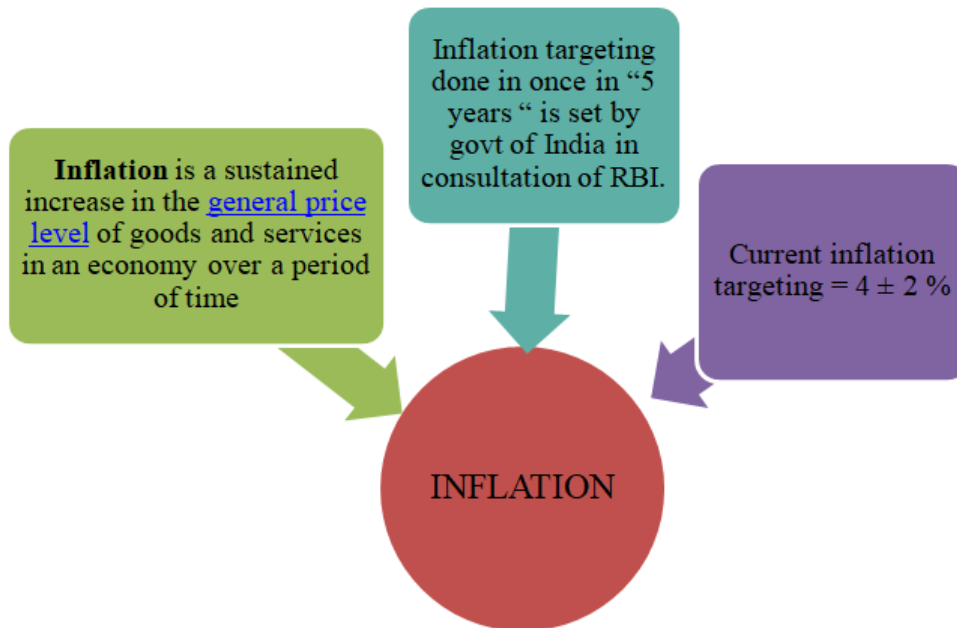 Inflation is a sustained
increase in the general price
level of goods and services
in an economy over a period
of time
Inflation targeting
done in once in “5
years “ is set by
govt of India in
consultation of RBI.
Current inflation
targeting = 4 ± 2 %
INFLATION